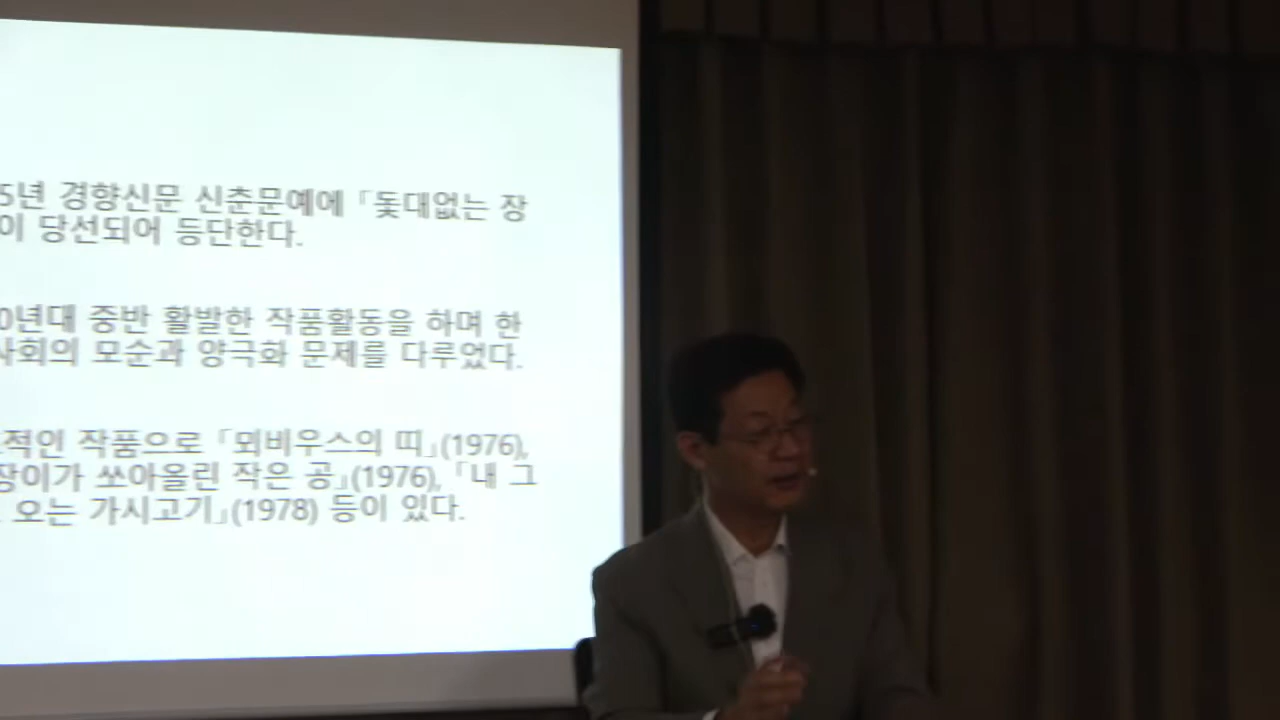 5년 경향신문 신춘문예에 「돛대없는 장
이 당선되어 등단한다.
0년대 중반 활발한 작품활동을 하며 한
사회의 모순과 양극화 문제를 다루었다.
적인 작품으로 「뫼비우스의 띠」(1976),
장이가 쏘아올린 작은 공」(1976), 「내 그
오는 가시고기」(1978) 등이 있다.